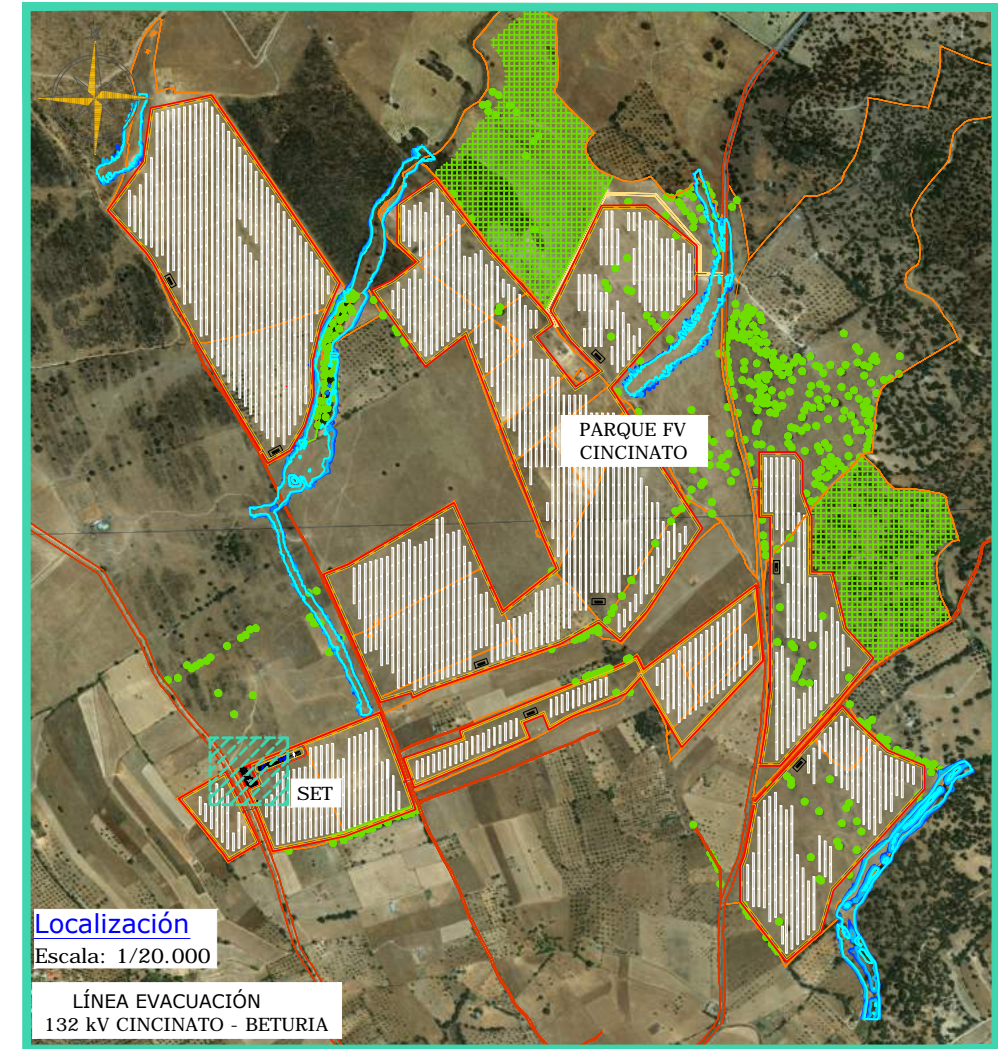 PARQUE FV
CINCINATO
SET
Localización
Escala: 1/20.000
LÍNEA EVACUACIÓN
132 kV CINCINATO - BETURIA